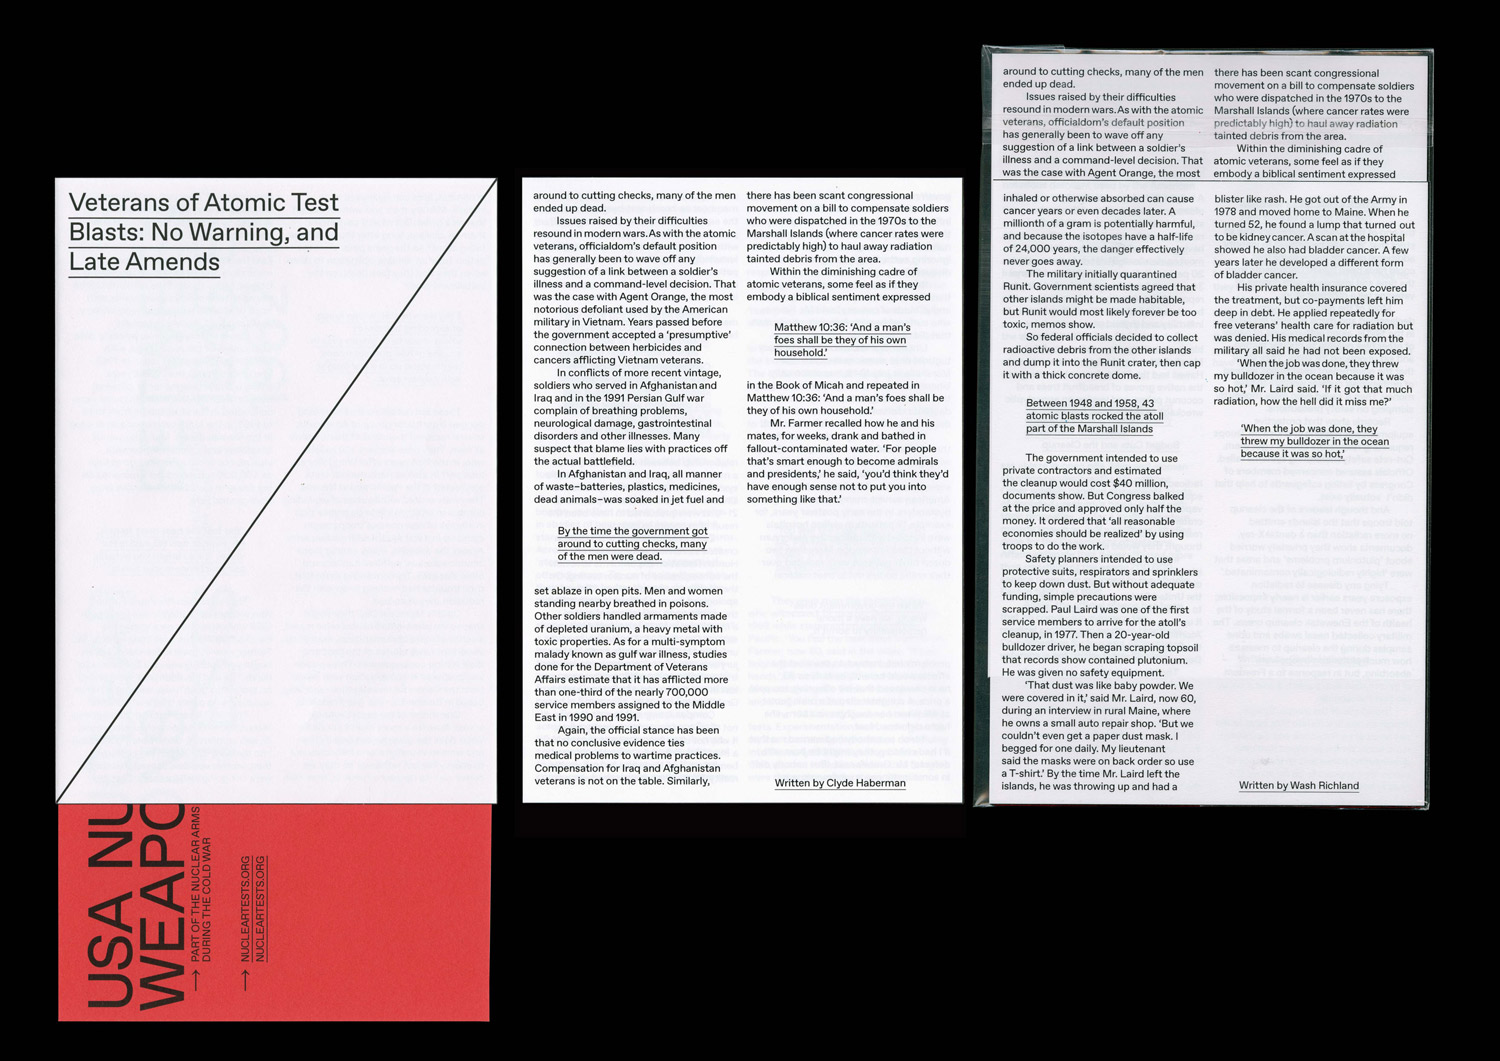 Veterans of Atomic Test
Blasts: No Warning, and
Late Amends
USA NU
WEAPO
→ PART OF THE NUCLEAR ARMS
DURING THE COLD WAR
→ NUCLEARTESTS.ORG
NUCLEARTESTS.ORG
around to cutting checks, many of the men
ended up dead.
Issues raised by their difficulties
resound in modern wars. As with the atomic
veterans, officialdom's default position
has generally been to wave off any
suggestion of a link between a soldier's
illness and a command-level decision. That
was the case with Agent Orange, the most
notorious defoliant used by the American
military in Vietnam. Years passed before
the government accepted a ‘presumptive’
connection between herbicides and
cancers afflicting Vietnam veterans.
In conflicts of more recent vintage,
soldiers who served in Afghanistan and
Iraq and in the 1991 Persian Gulf war
complain of breathing problems,
neurological damage, gastrointestinal
disorders and other illnesses. Many
suspect that blame lies with practices off
the actual battlefield.
In Afghanistan and Iraq, all manner
of waste–batteries, plastics, medicines,
dead animals–was soaked in jet fuel and
By the time the government got
around to cutting checks, many
of the men were dead.
set ablaze in open pits. Men and women
standing nearby breathed in poisons.
Other soldiers handled armaments made
of depleted uranium, a heavy metal with
toxic properties. As for a multi-symptom
malady known as gulf war illness, studies
done for the Department of Veterans
Affairs estimate that it has afflicted more
than one-third of the nearly 700,000
service members assigned to the Middle
East in 1990 and 1991.
Again, the official stance has been
that no conclusive evidence ties
medical problems to wartime practices.
Compensation for Iraq and Afghanistan
veterans is not on the table. Similarly,
there has been scant congressional
movement on a bill to compensate soldiers
who were dispatched in the 1970s to the
Marshall Islands (where cancer rates were
predictably high) to haul away radiation
tainted debris from the area.
Within the diminishing cadre of
atomic veterans, some feel as if they
embody a biblical sentiment expressed
Matthew 10:36: ‘And a man's
foes shall be they of his own
household.’
in the Book of Micah and repeated in
Matthew 10:36: ‘And a man's foes shall be
they of his own household.’
Mr. Farmer recalled how he and his
mates, for weeks, drank and bathed in
fallout-contaminated water. ‘For people
that's smart enough to become admirals
and presidents,’ he said, ‘you'd think they'd
have enough sense not to put you into
something like that.’
Written by Clyde Haberman
around to cutting checks, many of the men
ended up dead.
Issues raised by their difficulties
resound in modern wars. As with the atomic
veterans, officialdom's default position
has generally been to wave off any
suggestion of a link between a soldier's
illness and a command-level decision. That
was the case with Agent Orange, the most
there has been scant congressional
movement on a bill to compensate soldiers
who were dispatched in the 1970s to the
Marshall Islands (where cancer rates were
predictably high) to haul away radiation
tainted debris from the area.
Within the diminishing cadre of
atomic veterans, some feel as if they
embody a biblical sentiment expressed
inhaled or otherwise absorbed can cause
cancer years or even decades later. A
millionth of a gram is potentially harmful,
and because the isotopes have a half-life
of 24,000 years, the danger effectively
never goes away.
The military initially quarantined
Runit. Government scientists agreed that
other islands might be made habitable,
but Runit would most likely forever be too
toxic, memos show.
So federal officials decided to collect
radioactive debris from the other islands
and dump it into the Runit crater, then cap
it with a thick concrete dome.
Between 1948 and 1958, 43
atomic blasts rocked the atoll
part of the Marshall Islands
The government intended to use
private contractors and estimated
the cleanup would cost $40 million,
documents show. But Congress balked
at the price and approved only half the
money. It ordered that ‘all reasonable
economies should be realized’ by using
troops to do the work.
Safety planners intended to use
protective suits, respirators and sprinklers
to keep down dust. But without adequate
funding, simple precautions were
scrapped. Paul Laird was one of the first
service members to arrive for the atoll's
cleanup, in 1977. Then a 20-year-old
bulldozer driver, he began scraping topsoil
that records show contained plutonium.
He was given no safety equipment.
‘That dust was like baby powder. We
were covered in it,’ said Mr. Laird, now 60,
during an interview in rural Maine, where
he owns a small auto repair shop. ‘But we
couldn't even get a paper dust mask. I
begged for one daily. My lieutenant
said the masks were on back order so use
a T-shirt.’ By the time Mr. Laird left the
islands, he was throwing up and had a
blister like rash. He got out of the Army in
1978 and moved home to Maine. When he
turned 52, he found a lump that turned out
to be kidney cancer. A scan at the hospital
showed he also had bladder cancer. A few
years later he developed a different form
of bladder cancer.
His private health insurance covered
the treatment, but co-payments left him
deep in debt. He applied repeatedly for
free veterans' health care for radiation but
was denied. His medical records from the
military all said he had not been exposed.
‘When the job was done, they threw
my bulldozer in the ocean because it was
so hot,’ Mr. Laird said. ‘If it got that much
radiation, how the hell did it miss me?’
‘When the job was done, they
threw my bulldozer in the ocean
because it was so hot,’
Written by Wash Richland